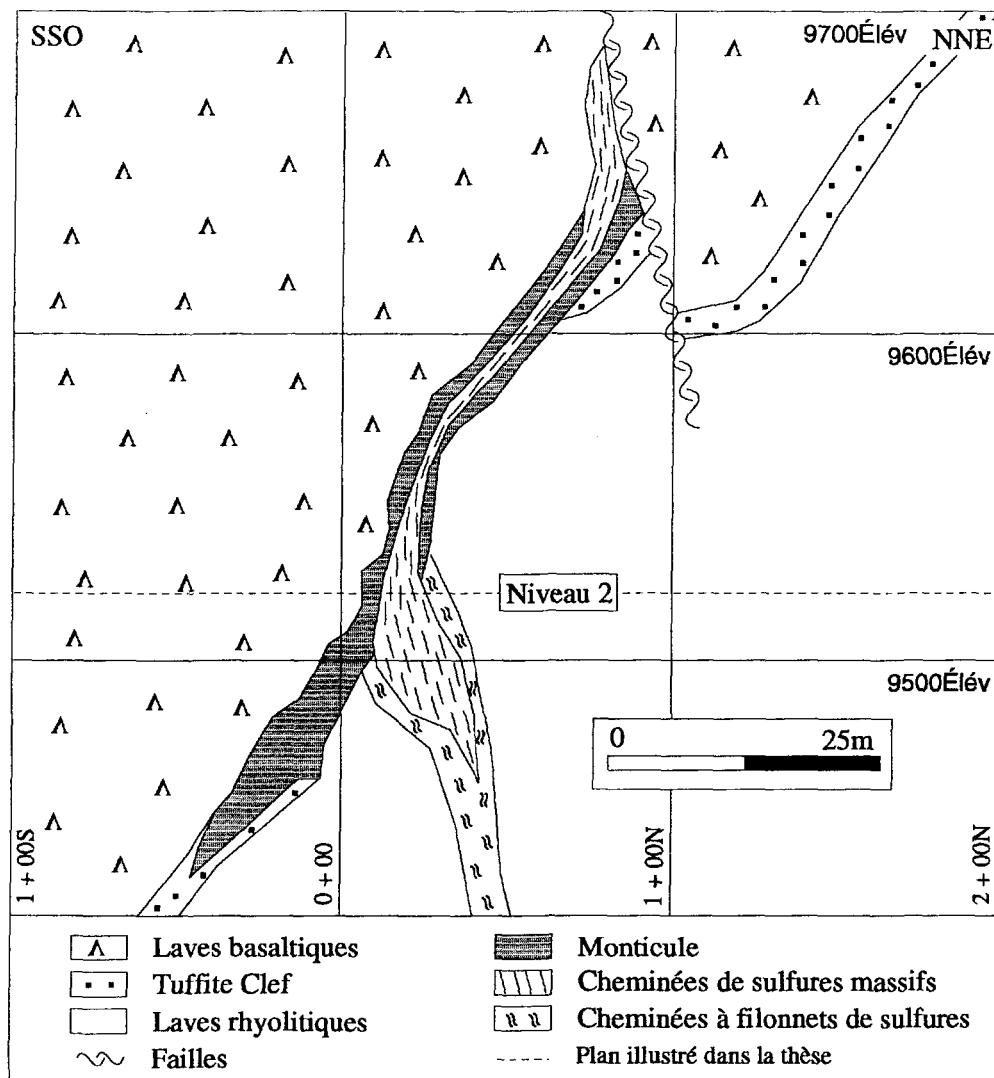 SSO
9700Élév
NNE
9600Élév
Niveau 2
9500Élév
0
25m
1+00S
0+00
1+00N
2+00N
Laves basaltiques
Tuffite Clef
Laves rhyolitiques
Failles
Monticule
Cheminées de sulfures massifs
Cheminées à filonnets de sulfures
Plan illustré dans la thèse